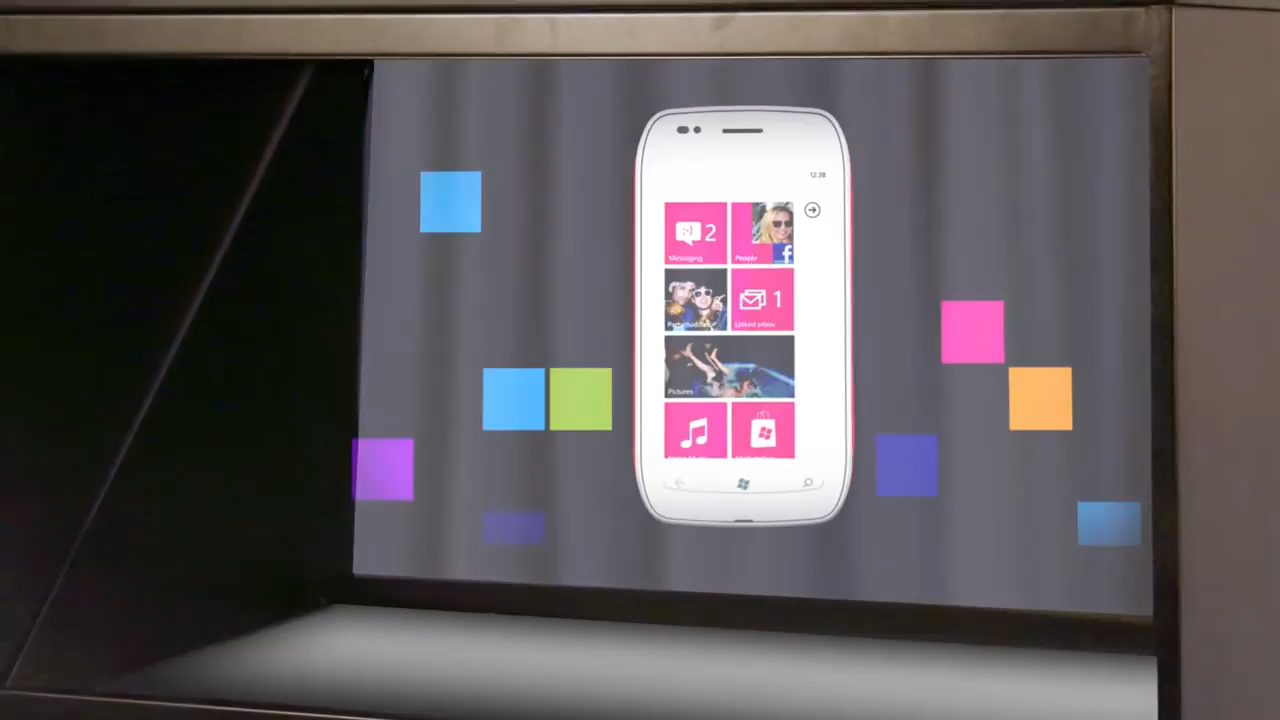 12:38
2
Messaging
People
f
1
Linked inbox
Pictures